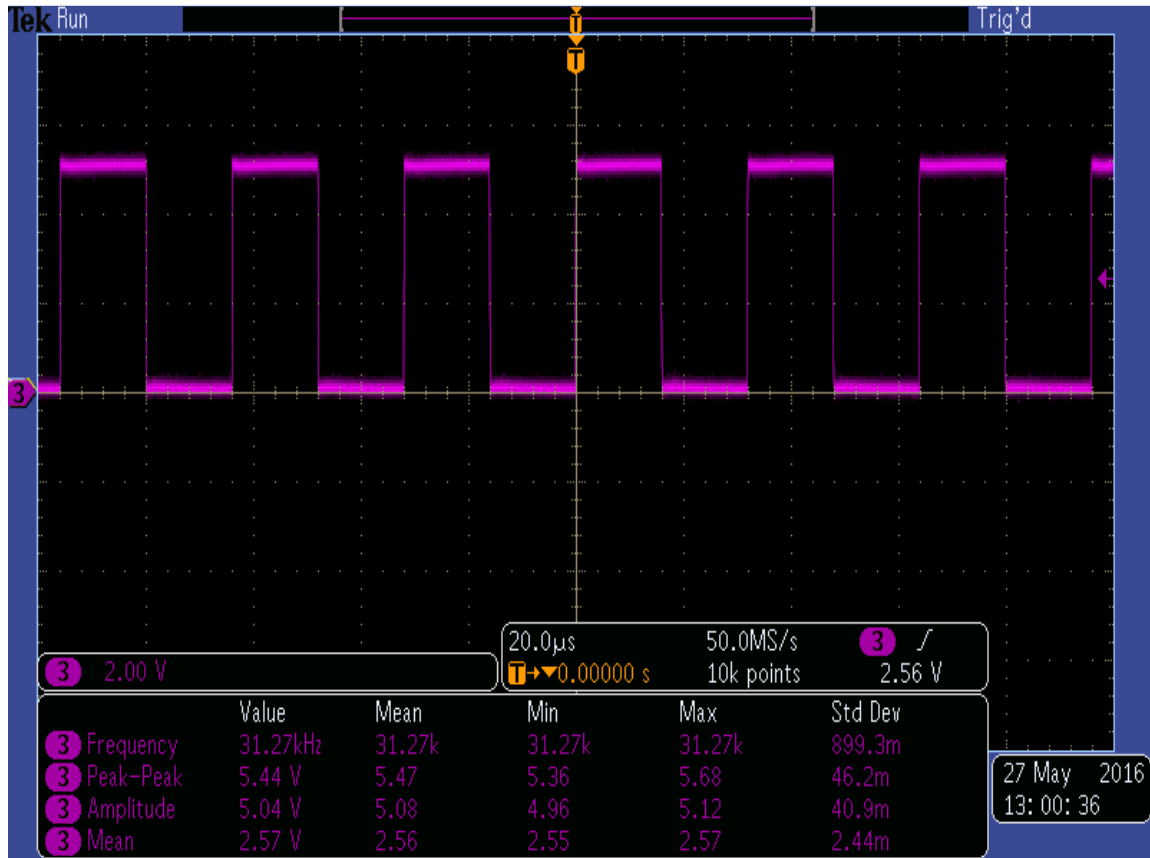 Tek Run Trig'd
T
T
3
20.0μs 50.0MS/s 3
3 2.00 V
T→▼0.00000 s 10k points 2.56 V
Value Mean Min Max Std Dev
3 Frequency 31.27kHz 31.27k 31.27k 31.27k 899.3m
3 Peak-Peak 5.44 V 5.47 5.36 5.68 46.2m
3 Amplitude 5.04 V 5.08 4.96 5.12 40.9m
3 Mean 2.57 V 2.56 2.55 2.57 2.44m
27 May 2016
13:00:36